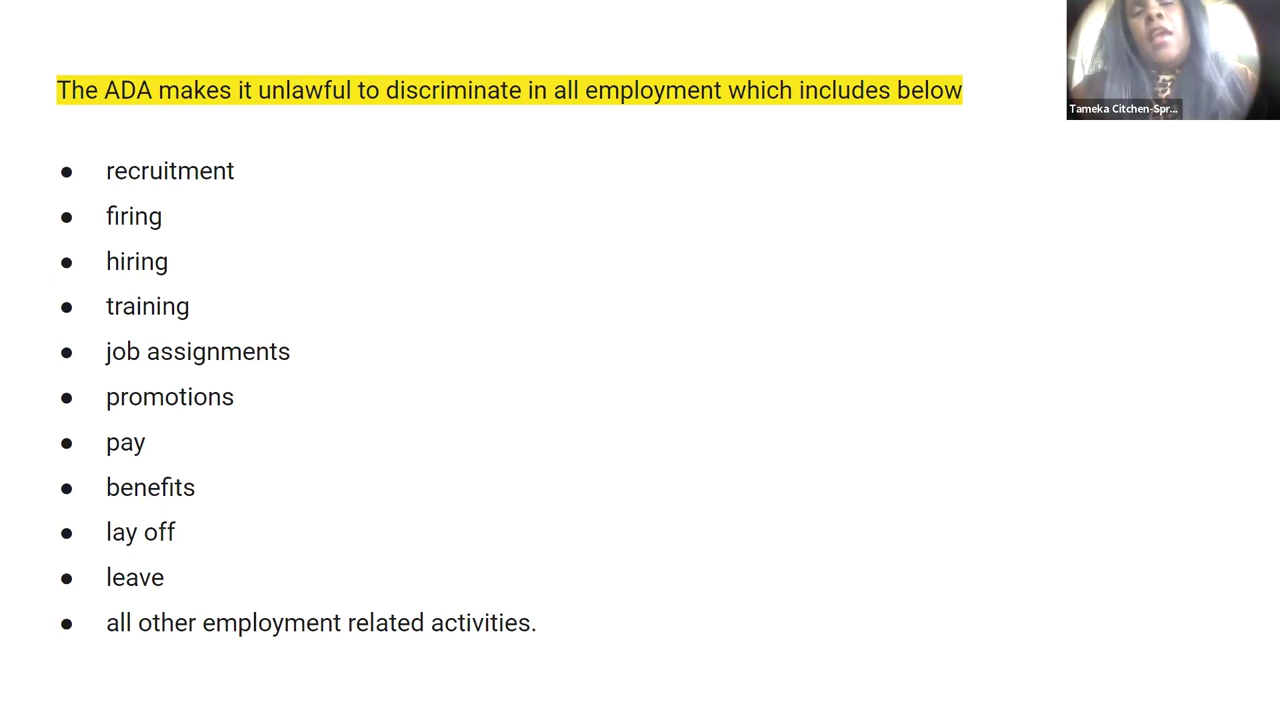 The ADA makes it unlawful to discriminate in all employment which includes below
Tameka Citchen-Spr...
● recruitment
● firing
● hiring
● training
● job assignments
● promotions
● pay
● benefits
● lay off
● leave
● all other employment related activities.